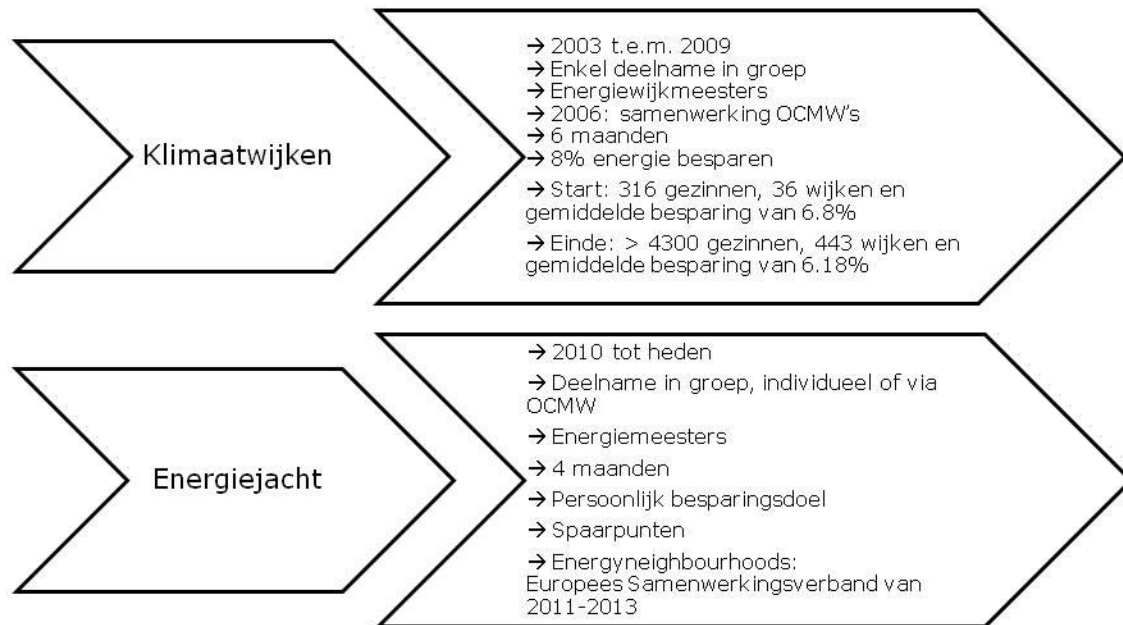 Klimaatwijken
→ 2003 t.e.m. 2009
→ Enkel deelname in groep
→ Energiewijkmeesters
→ 2006: samenwerking OCMW's
→ 6 maanden
→ 8% energie besparen
→ Start: 316 gezinnen, 36 wijken en
gemiddelde besparing van 6.8%
→ Einde: > 4300 gezinnen, 443 wijken en
gemiddelde besparing van 6.18%
Energiejacht
→ 2010 tot heden
→ Deelname in groep, individueel of via
OCMW
→ Energiemeesters
→ 4 maanden
→ Persoonlijk besparingsdoel
→ Spaarpunten
→ Energyneighbourhoods:
Europees Samenwerkingsverband van
2011-2013